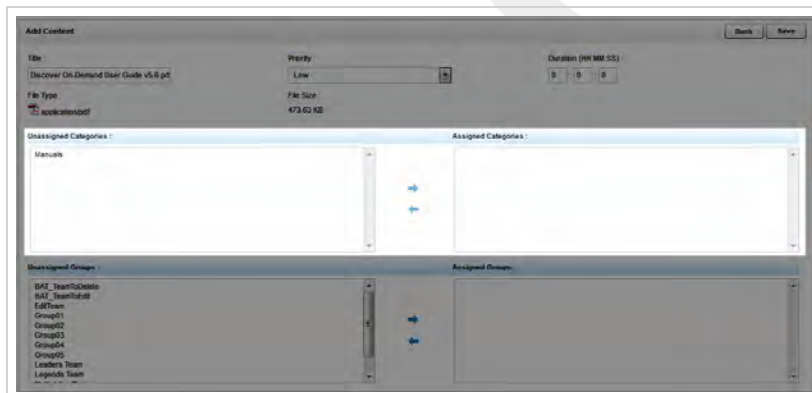 Add Content
Back Save
Title Priority Duration (HH:MM:SS)
Discover On-Demand User Guide v5.6 pd Low 0 : 0 : 0
File Type File Size
application/pdf 473.63 KB
Unassigned Categories : Assigned Categories :
Manuals
Unassigned Groups : Assigned Groups:
BAT_TeamToDelete
BAT_TeamToEdit
EditTeam
Group01
Group02
Group03
Group04
Group05
Leaders Team
Legends Team